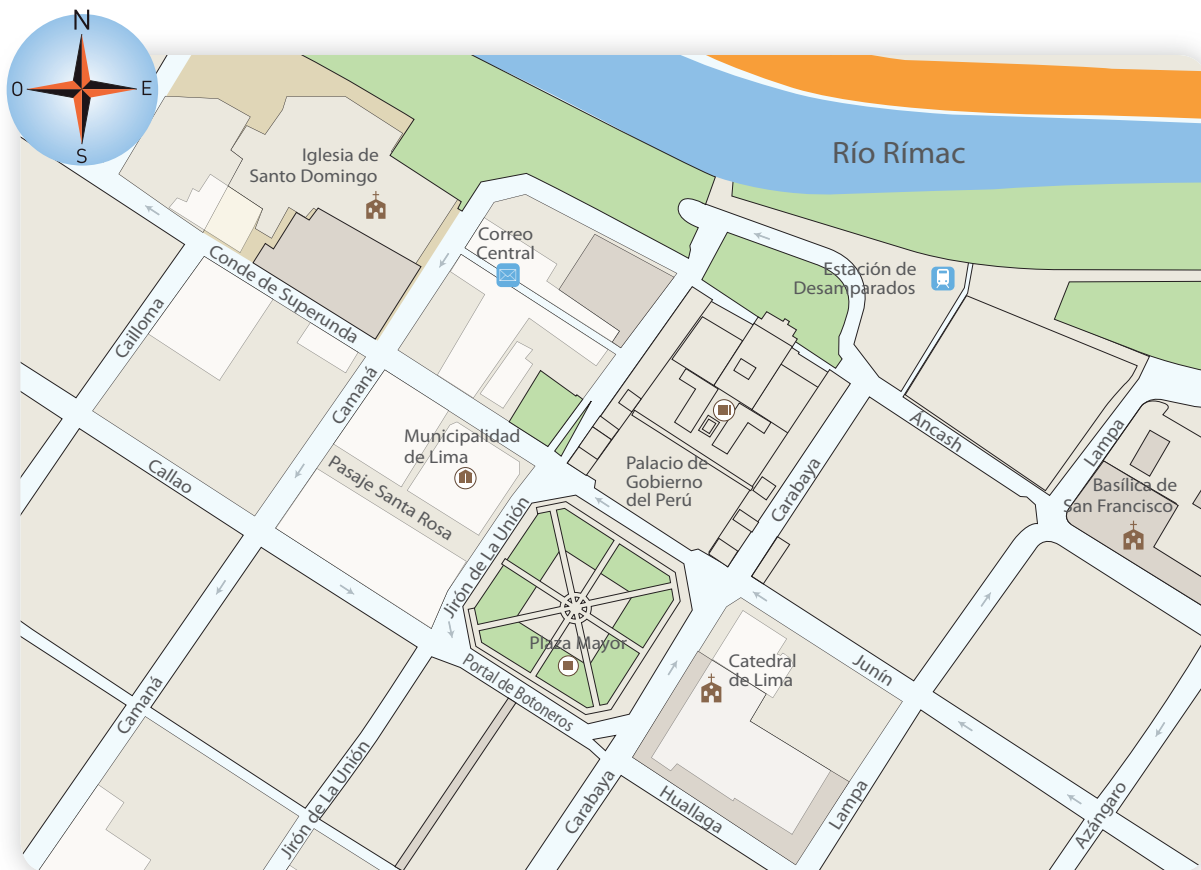 N
O
E
S
Río Rímac
Iglesia de
Santo Domingo
Correo
Central
Estación de
Desamparados
Conde de Superunda
Cailloma
Camaná
Municipalidad
de Lima
Pasaje Santa Rosa
Callao
Jirón de La Unión
Palacio de
Gobierno
del Perú
Carabaya
Áncash
Lampa
Basílica de
San Francisco
Plaza Mayor
Portal de Botoneros
Catedral
de Lima
Junín
Camaná
Jirón de La Unión
Carabaya
Huallaga
Lampa
Azángaro